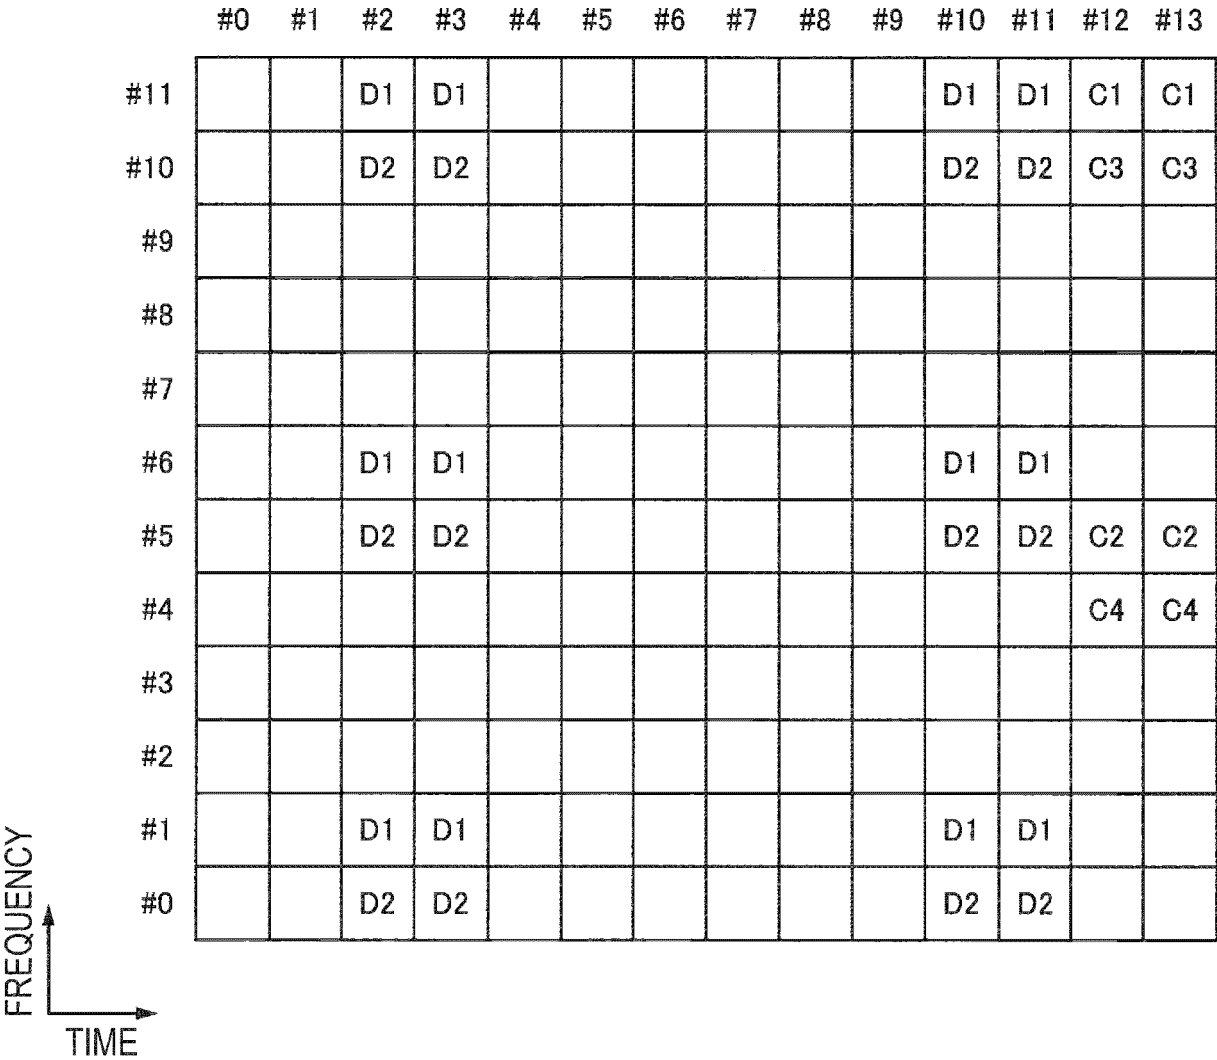 #0 #1 #2 #3 #4 #5 #6 #7 #8 #9 #10 #11 #12 #13
#11 D1 D1 D1 D1 C1 C1
#10 D2 D2 D2 D2 C3 C3
#9
#8
#7
#6 D1 D1 D1 D1
#5 D2 D2 D2 D2 C2 C2
#4 C4 C4
#3
#2
#1 D1 D1 D1 D1
#0 D2 D2 D2 D2
FREQUENCY
TIME